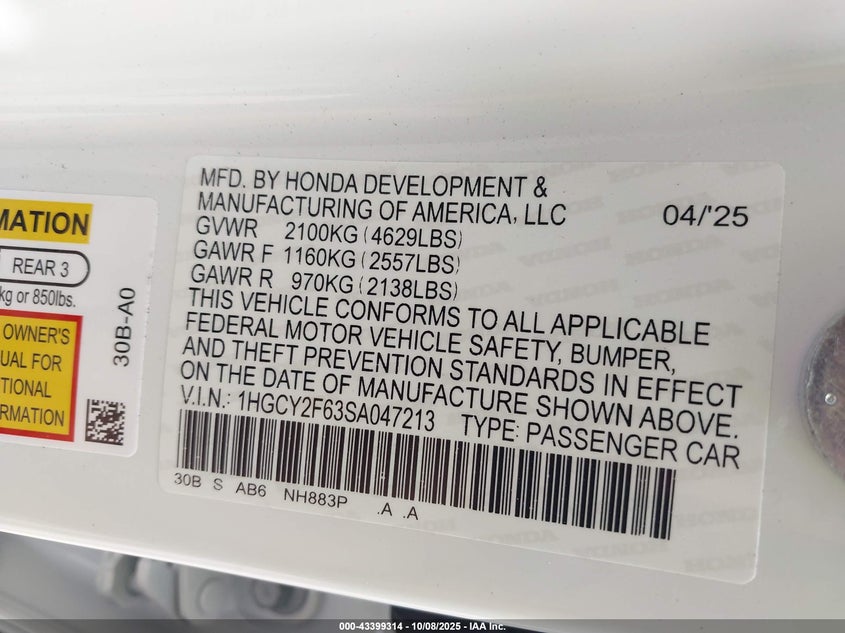 MATION
REAR 3
kg or 850lbs.
OWNER'S
UAL FOR
TIONAL
RMATION
30B-A0
MFD. BY HONDA DEVELOPMENT &
MANUFACTURING OF AMERICA, LLC 04/'25
GVWR 2100KG (4629LBS)
GAWR F 1160KG (2557LBS)
GAWR R 970KG (2138LBS)
THIS VEHICLE CONFORMS TO ALL APPLICABLE
FEDERAL MOTOR VEHICLE SAFETY, BUMPER,
AND THEFT PREVENTION STANDARDS IN EFFECT
ON THE DATE OF MANUFACTURE SHOWN ABOVE.
V.I.N.: 1HGCY2F63SA047213 TYPE: PASSENGER CAR
30B S AB6 NH883P .A .A
000-43399314 - 10/08/2025 - IAA Inc.